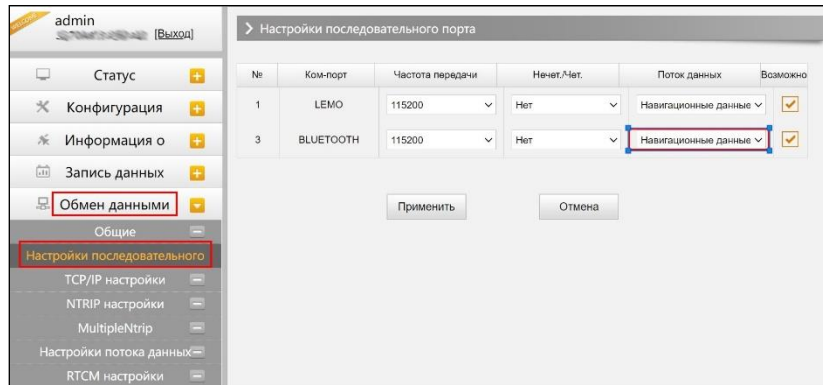 WELCOME
admin
[Выход]
Статус
Конфигурация
Информация о
Запись данных
Обмен данными
Общие
Настройки последовательного
TCP/IP настройки
NTRIP настройки
MultipleNtrip
Настройки потока данных
RTCM настройки
Настройки последовательного порта
№ Ком-порт Частота передачи Нечет./Чет. Поток данных Возможно
1 LEMO 115200 Нет Навигационные данные
3 BLUETOOTH 115200 Нет Навигационные данные
Применить Отмена